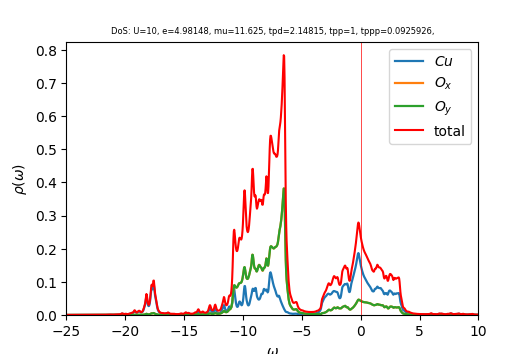 DoS: U=10, e=4.98148, mu=11.625, tpd=2.14815, tpp=1, tppp=0.0925926,
ρ(ω)
0.8
0.7
0.6
0.5
0.4
0.3
0.2
0.1
0.0
Cu
Oₓ
Oᵧ
total
−25 −20 −15 −10 −5 0 5 10
ω